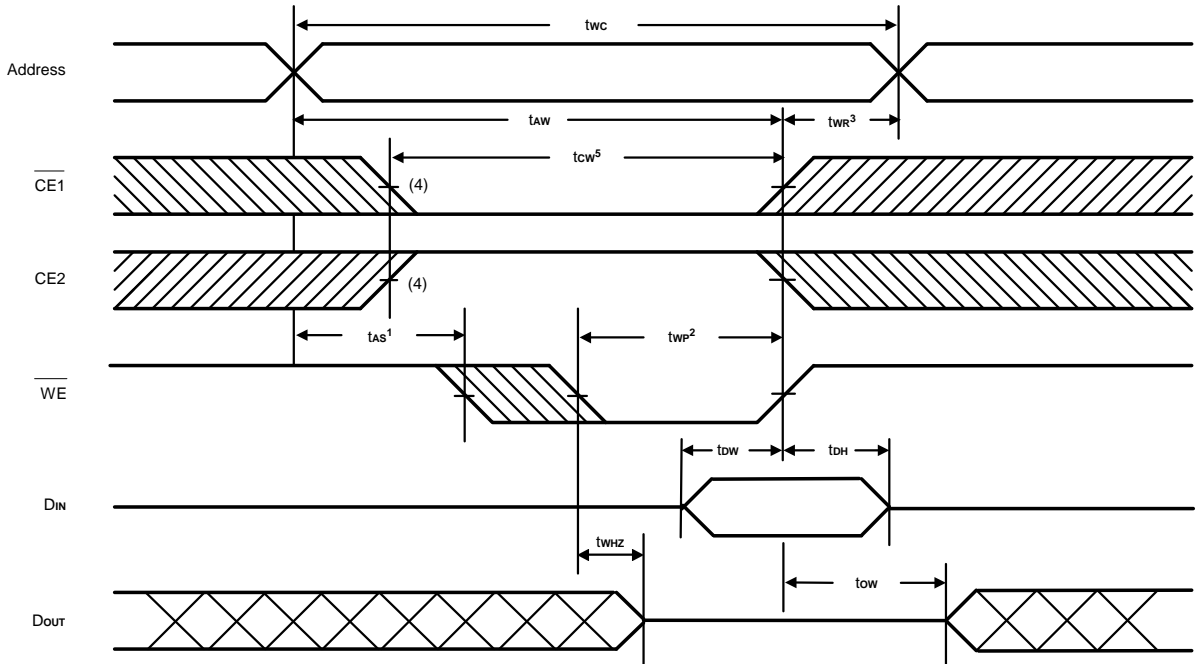 tWC
Address
tAW
tWR³
tCW⁵
CE1
(4)
CE2
(4)
tAS¹
tWP²
WE
tDW
tDH
DIN
tWHZ
tOW
DOUT